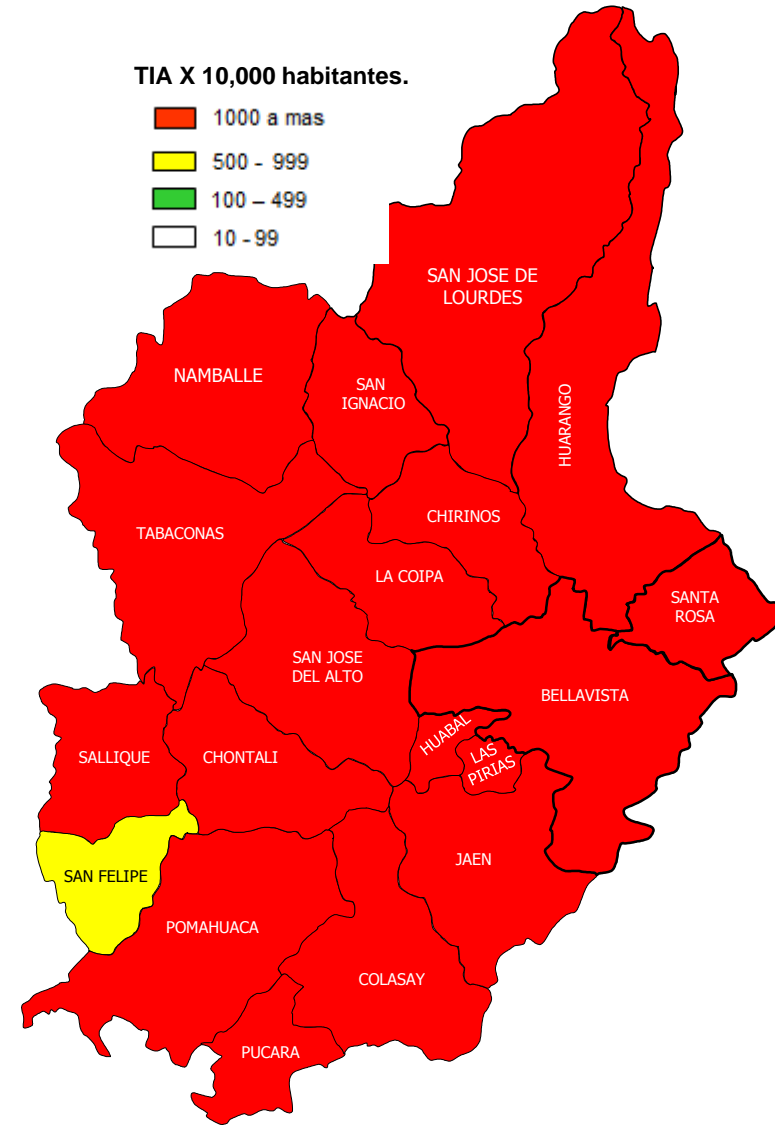 TIA X 10,000 habitantes.
1000 a mas
500 - 999
100 – 499
10 - 99
SAN JOSE DE
LOURDES
NAMBALLE
SAN
IGNACIO
HUARANGO
TABACONAS
CHIRINOS
LA COIPA
SANTA
ROSA
SAN JOSE
DEL ALTO
BELLAVISTA
HUABAL
LAS
PIRIAS
SALLIQUE
CHONTALI
JAEN
SAN FELIPE
POMAHUACA
COLASAY
PUCARA